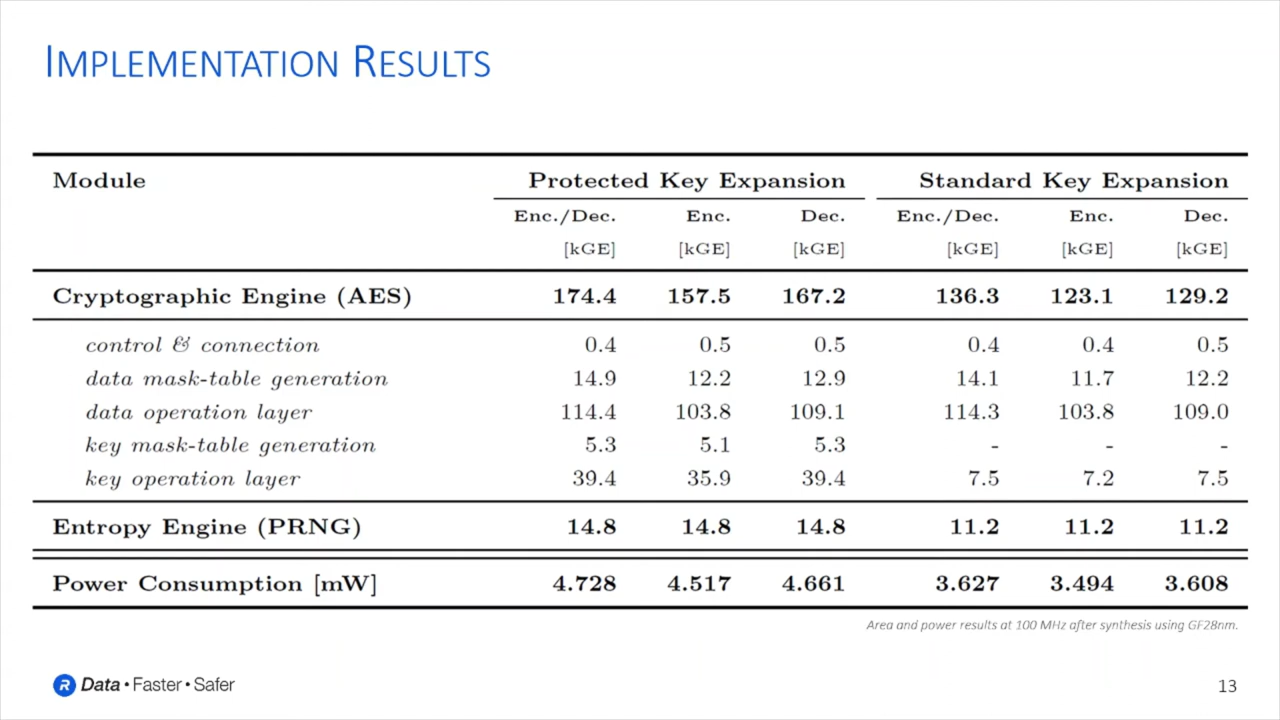 IMPLEMENTATION RESULTS
Module Protected Key Expansion Standard Key Expansion
Enc./Dec. Enc. Dec. Enc./Dec. Enc. Dec.
[kGE] [kGE] [kGE] [kGE] [kGE] [kGE]
Cryptographic Engine (AES) 174.4 157.5 167.2 136.3 123.1 129.2
control & connection 0.4 0.5 0.5 0.4 0.4 0.5
data mask-table generation 14.9 12.2 12.9 14.1 11.7 12.2
data operation layer 114.4 103.8 109.1 114.3 103.8 109.0
key mask-table generation 5.3 5.1 5.3 - - -
key operation layer 39.4 35.9 39.4 7.5 7.2 7.5
Entropy Engine (PRNG) 14.8 14.8 14.8 11.2 11.2 11.2
Power Consumption [mW] 4.728 4.517 4.661 3.627 3.494 3.608
Area and power results at 100 MHz after synthesis using GF28nm.
R Data • Faster • Safer
13